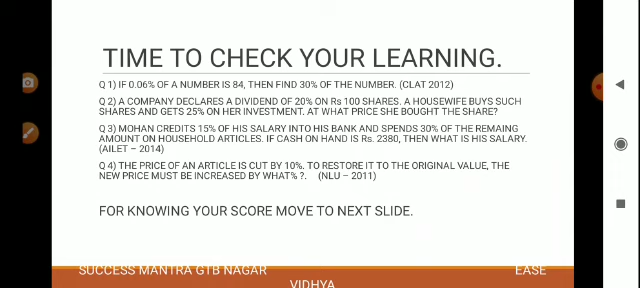 TIME TO CHECK YOUR LEARNING.
Q 1) IF 0.06% OF A NUMBER IS 84, THEN FIND 30% OF THE NUMBER. (CLAT 2012)
Q 2) A COMPANY DECLARES A DIVIDEND OF 20% ON Rs 100 SHARES. A HOUSEWIFE BUYS SUCH
SHARES AND GETS 25% ON HER INVESTMENT. AT WHAT PRICE SHE BOUGHT THE SHARE?
Q 3) MOHAN CREDITS 15% OF HIS SALARY INTO HIS BANK AND SPENDS 30% OF THE REMAING
AMOUNT ON HOUSEHOLD ARTICLES. IF CASH ON HAND IS Rs. 2380, THEN WHAT IS HIS SALARY.
(AILET – 2014)
Q 4) THE PRICE OF AN ARTICLE IS CUT BY 10%. TO RESTORE IT TO THE ORIGINAL VALUE, THE
NEW PRICE MUST BE INCREASED BY WHAT% ?. (NLU – 2011)
FOR KNOWING YOUR SCORE MOVE TO NEXT SLIDE.
SUCCESS MANTRA GTB NAGAR EASE
VIDHYA